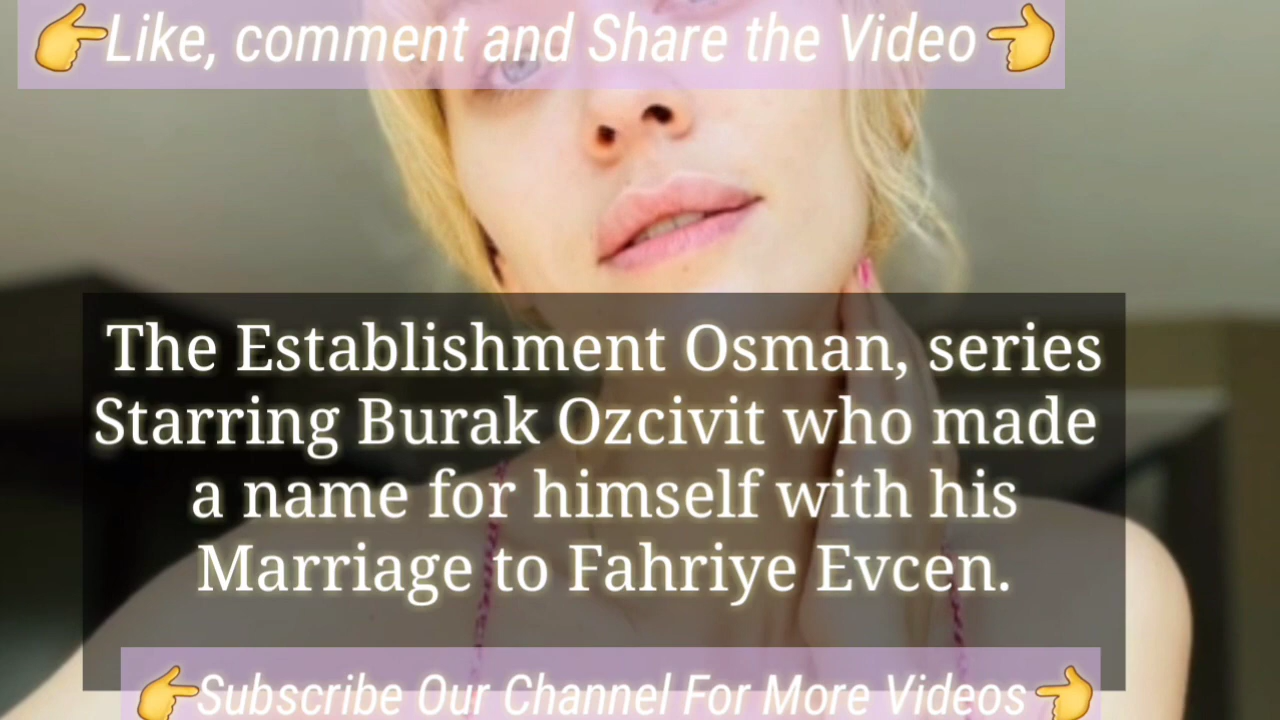 👉Like, comment and Share the Video👈
The Establishment Osman, series
Starring Burak Ozcivit who made
a name for himself with his
Marriage to Fahriye Evcen.
👉Subscribe Our Channel For More Videos👈